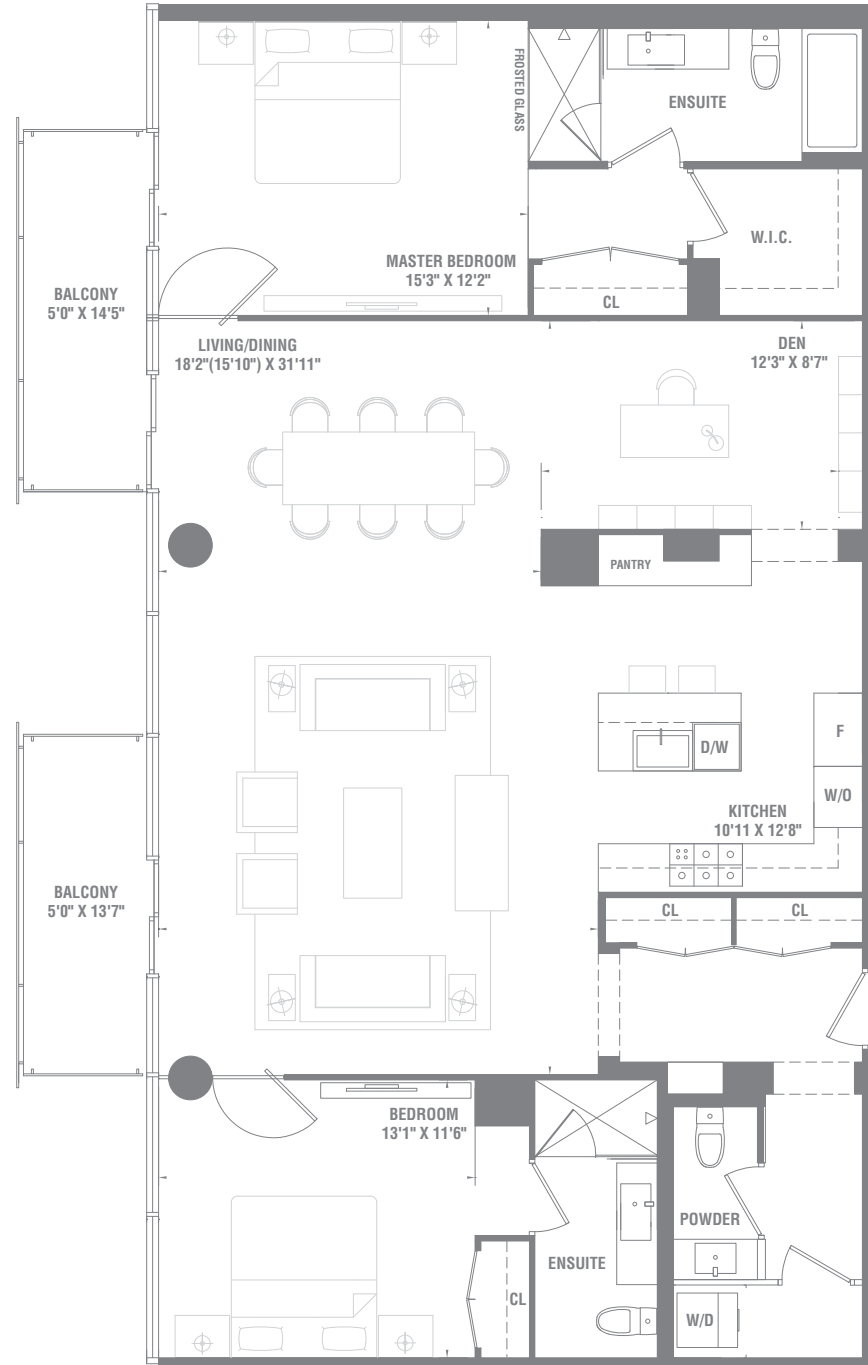 FROSTED GLASS
ENSUITE
W.I.C.
MASTER BEDROOM
15'3" X 12'2"
CL
BALCONY
5'0" X 14'5"
LIVING/DINING
18'2"(15'10") X 31'11"
DEN
12'3" X 8'7"
PANTRY
D/W
F
W/O
KITCHEN
10'11 X 12'8"
BALCONY
5'0" X 13'7"
CL
CL
BEDROOM
13'1" X 11'6"
ENSUITE
CL
POWDER
W/D